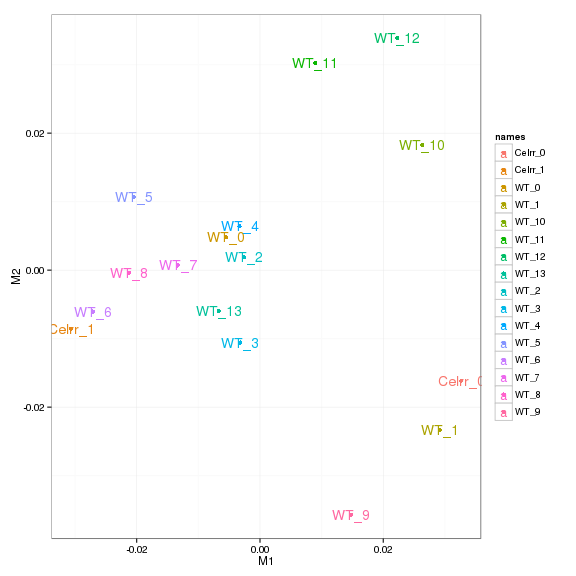 WT_12
WT_11
0.02
WT_10
WT_5
WT_4
WT_0
WT_2
WT_7
0.00
WT_8
M2
WT_6
WT_13
Celrr_1
WT_3
Celrr_0
-0.02
WT_1
WT_9
-0.02
0.00
0.02
M1
names
Celrr_0
Celrr_1
WT_0
WT_1
WT_10
WT_11
WT_12
WT_13
WT_2
WT_3
WT_4
WT_5
WT_6
WT_7
WT_8
WT_9